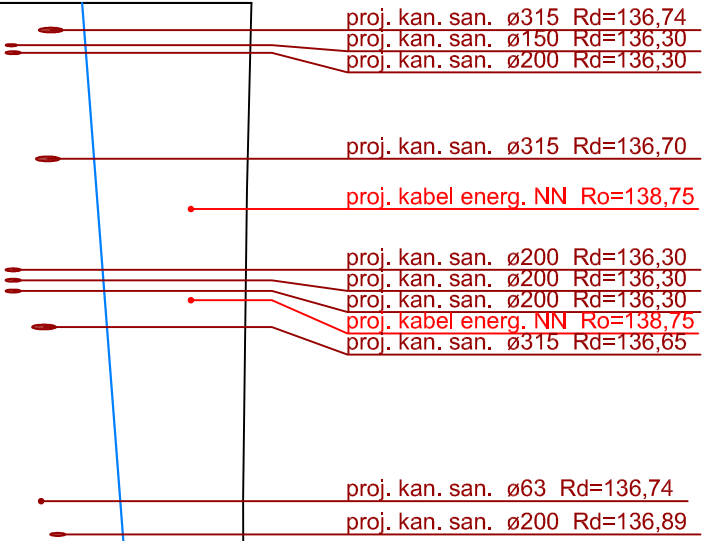 proj. kan. san. ø315 Rd=136,74
proj. kan. san. ø150 Rd=136,30
proj. kan. san. ø200 Rd=136,30
proj. kan. san. ø315 Rd=136,70
proj. kabel energ. NN Ro=138,75
proj. kan. san. ø200 Rd=136,30
proj. kan. san. ø200 Rd=136,30
proj. kan. san. ø200 Rd=136,30
proj. kabel energ. NN Ro=138,75
proj. kan. san. ø315 Rd=136,65
proj. kan. san. ø63 Rd=136,74
proj. kan. san. ø200 Rd=136,89